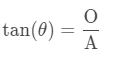 tan(θ) = O/A